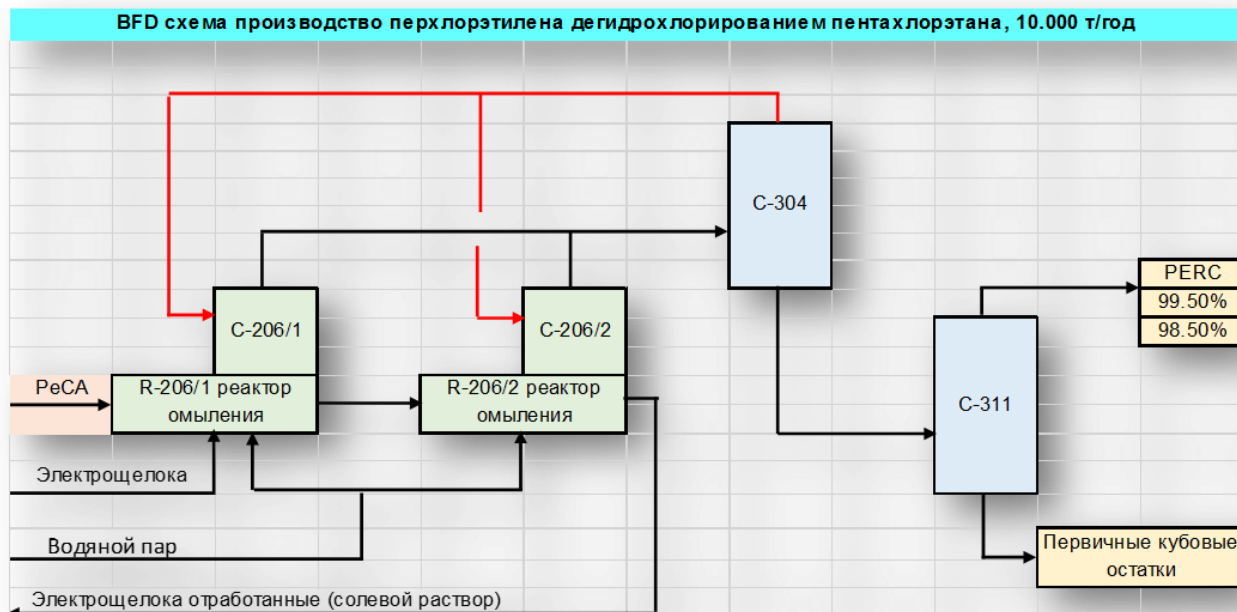 BFD схема производство перхлорэтилена дегидрохлорированием пентахлорэтана, 10.000 т/год
C-304
C-206/1
C-206/2
PERC
99.50%
98.50%
PeCA
R-206/1 реактор
омыления
R-206/2 реактор
омыления
C-311
Электрощелока
Водяной пар
Первичные кубовые
остатки
Электрощелока отработанные (солевой раствор)